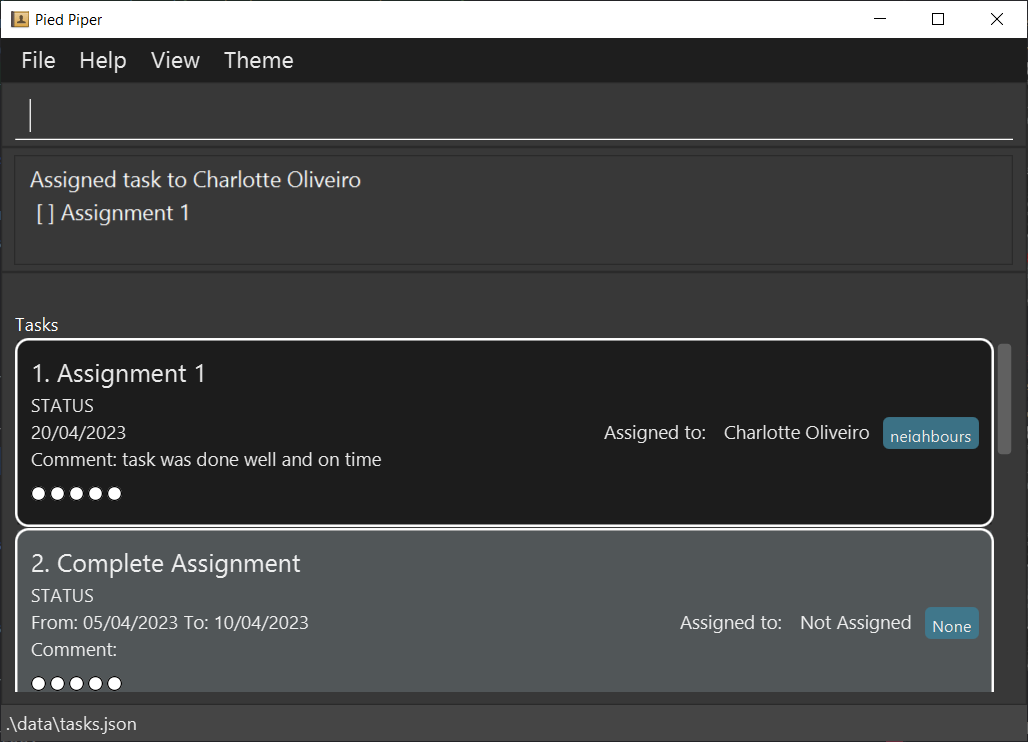 Pied Piper
File Help View Theme
Assigned task to Charlotte Oliveiro
[ ] Assignment 1
Tasks
1. Assignment 1
STATUS
20/04/2023
Assigned to: Charlotte Oliveiro neighbours
Comment: task was done well and on time
2. Complete Assignment
STATUS
From: 05/04/2023 To: 10/04/2023
Assigned to: Not Assigned None
Comment:
.\data\tasks.json